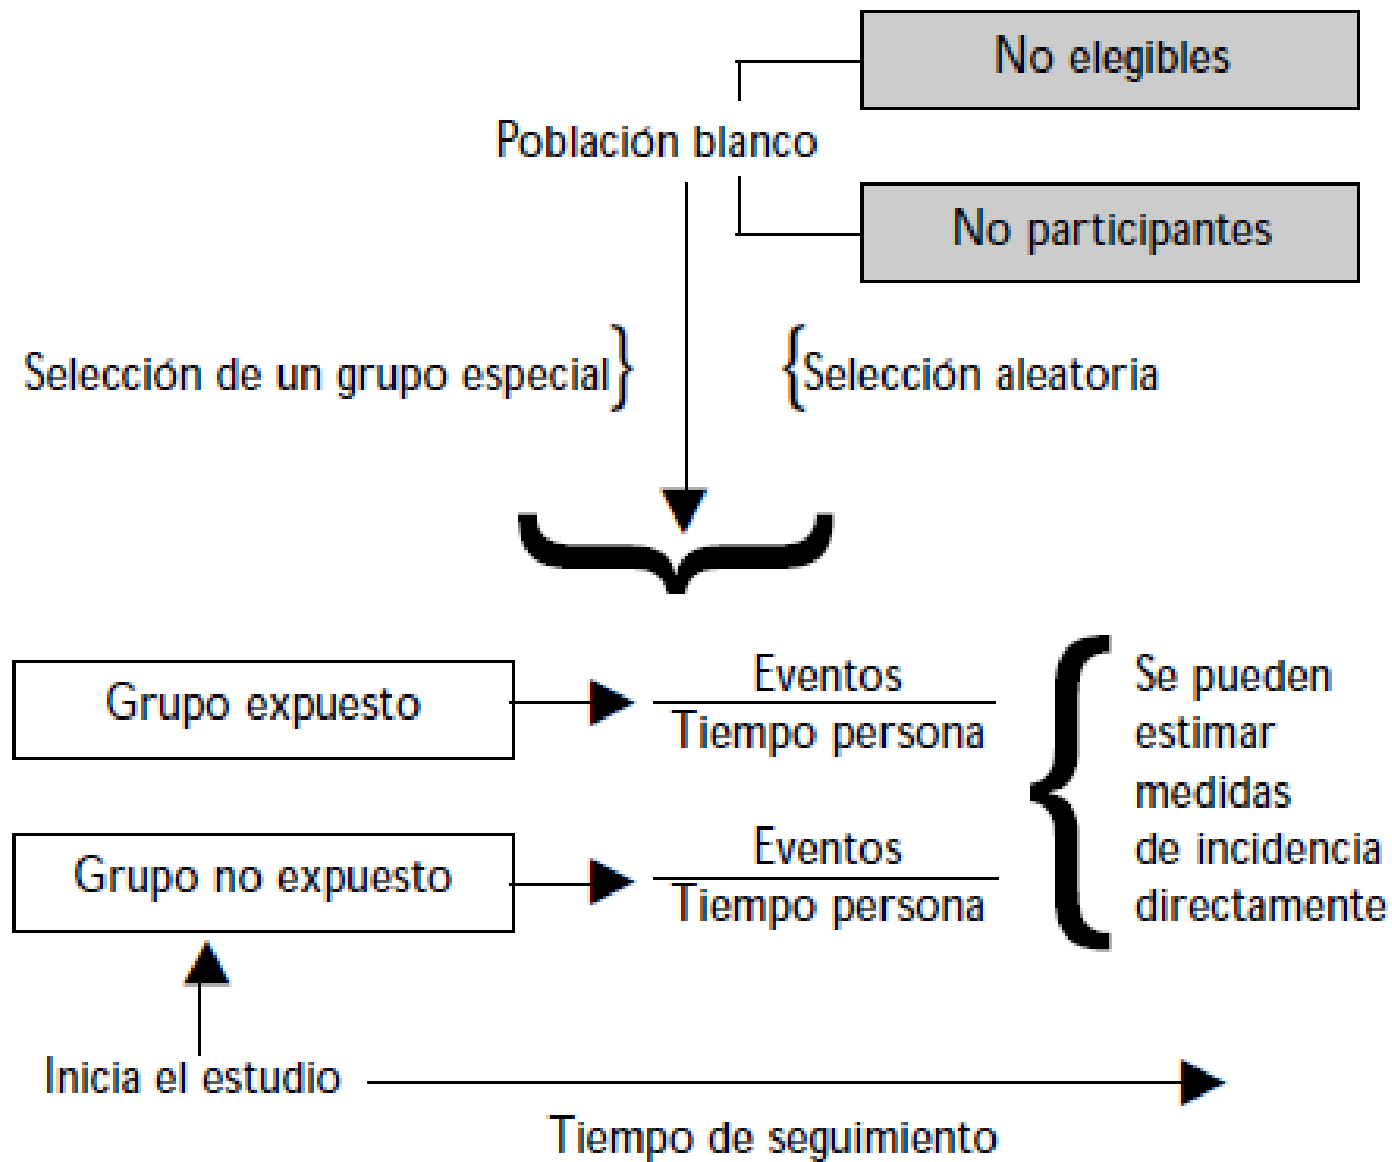 No elegibles
Población blanco
No participantes
Selección de un grupo especial
Selección aleatoria
Grupo expuesto
Eventos
Tiempo persona
Grupo no expuesto
Eventos
Tiempo persona
Se pueden
estimar
medidas
de incidencia
directamente
Inicia el estudio
Tiempo de seguimiento